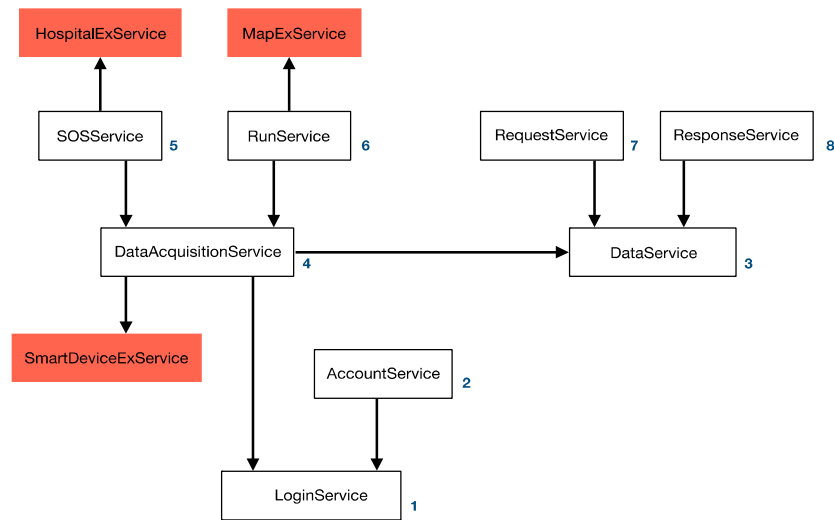 HospitalExService
MapExService
SOSService
5
RunService
6
RequestService
7
ResponseService
8
DataAcquisitionService
4
DataService
3
SmartDeviceExService
AccountService
2
LoginService
1